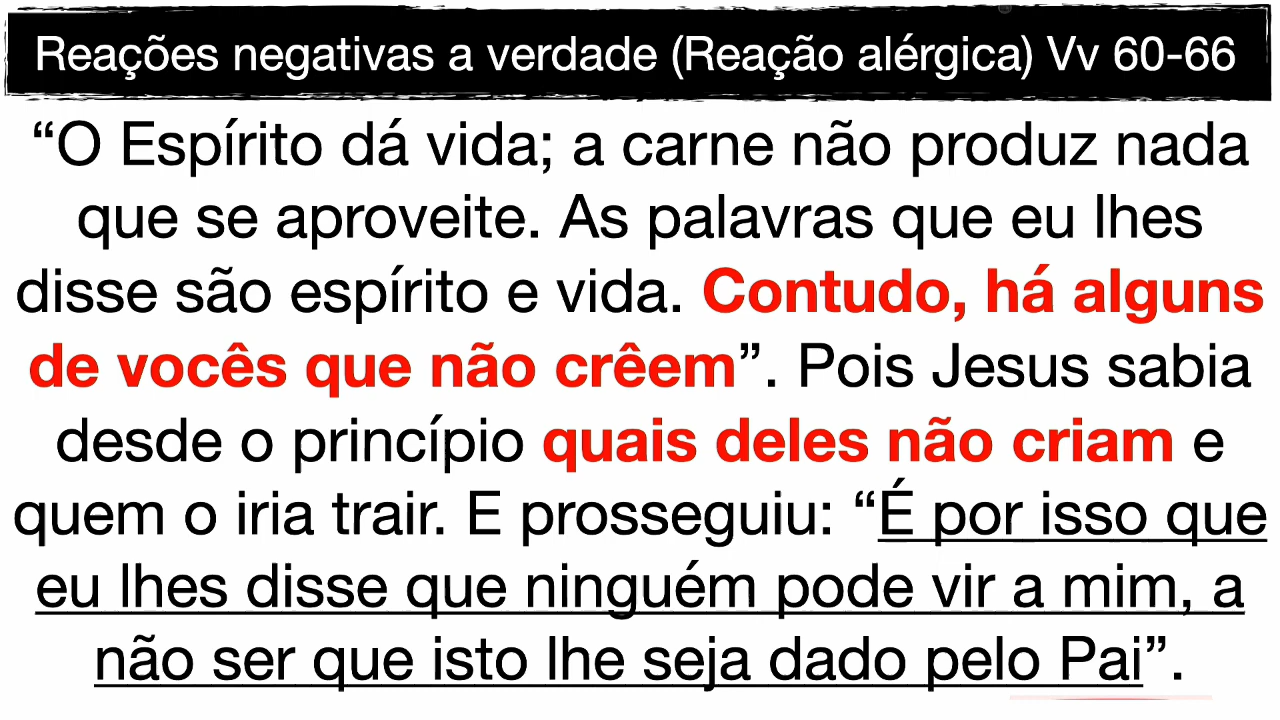 Reações negativas a verdade (Reação alérgica) Vv 60-66
“O Espírito dá vida; a carne não produz nada
que se aproveite. As palavras que eu lhes
disse são espírito e vida. Contudo, há alguns
de vocês que não crêem”. Pois Jesus sabia
desde o princípio quais deles não criam e
quem o iria trair. E prosseguiu: “É por isso que
eu lhes disse que ninguém pode vir a mim, a
não ser que isto lhe seja dado pelo Pai”.